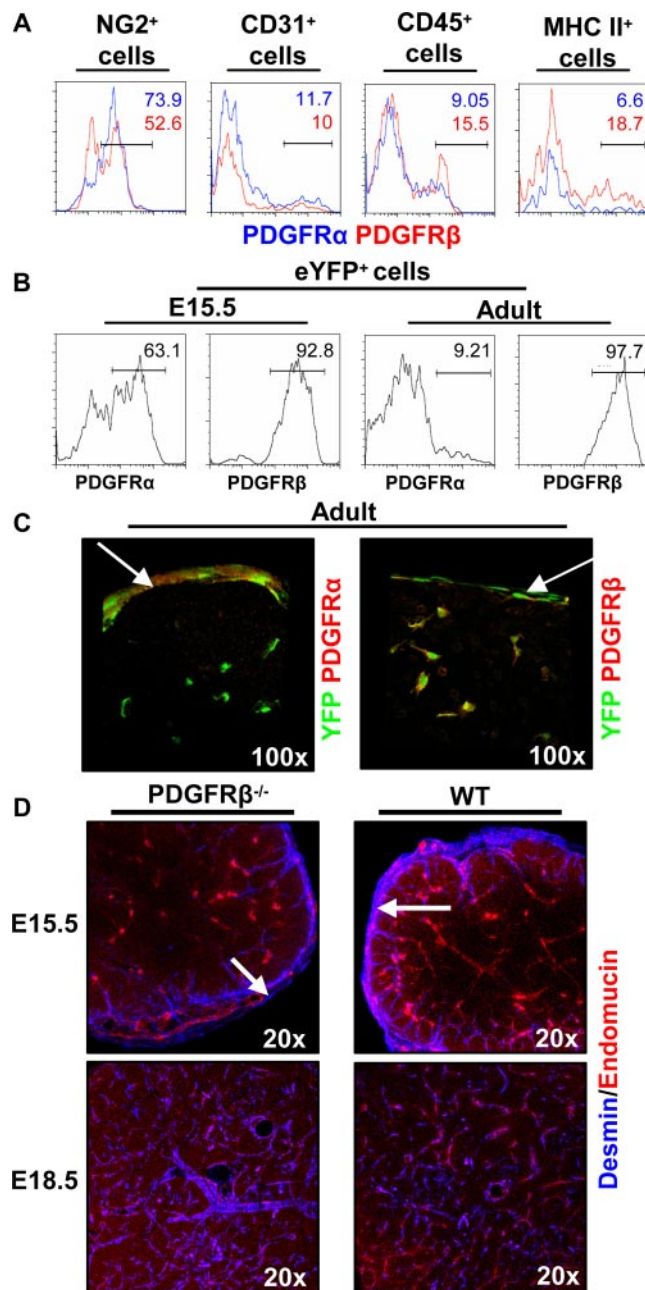 A
NG2+ cells
CD31+ cells
CD45+ cells
MHC II+ cells
73.9
52.6
11.7
10
9.05
15.5
6.6
18.7
PDGFRα PDGFRβ
B
eYFP+ cells
E15.5
Adult
63.1
92.8
9.21
97.7
PDGFRα
PDGFRβ
PDGFRα
PDGFRβ
C
Adult
YFP PDGFRα
YFP PDGFRβ
100x
100x
D
PDGFRβ-/-
WT
E15.5
20x
20x
E18.5
20x
20x
Desmin/Endomucin